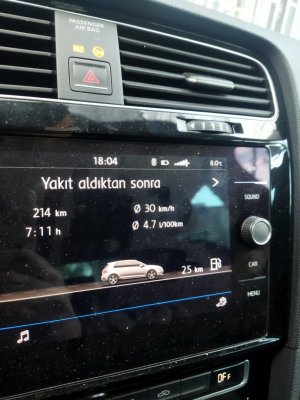 PASSENGER
AIR BAG
18:04
8.0°C
Yakıt aldıktan sonra >
214 km
Ø 30 km/h
7:11 h
Ø 4.7 l/100km
25 km
SOUND
CAR
MENU
OFF